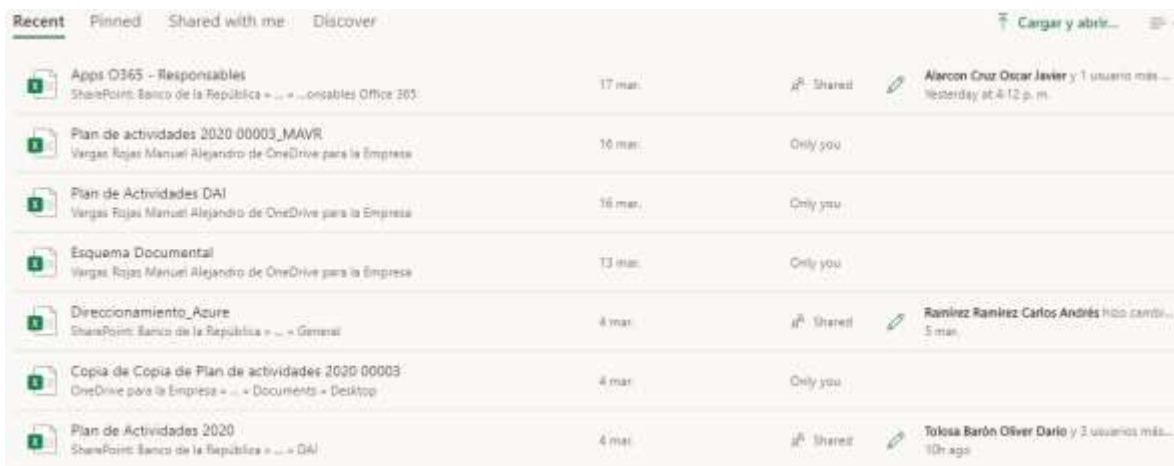 Recent Pinned Shared with me Discover Cargar y abrir...
Apps O365 - Responsables
17 mar. Shared Alarcon Cruz Oscar Javier y 1 usuario más...
SharePoint: Banco de la República » ... » ...onsables Office 365 Yesterday at 4:12 p. m.
Plan de actividades 2020 00003_MAVR
16 mar. Only you
Vargas Rojas Manuel Alejandro de OneDrive para la Empresa
Plan de Actividades DAI
16 mar. Only you
Vargas Rojas Manuel Alejandro de OneDrive para la Empresa
Esquema Documental
13 mar. Only you
Vargas Rojas Manuel Alejandro de OneDrive para la Empresa
Direccionamiento_Azure
4 mar. Shared Ramírez Ramírez Carlos Andrés hizo cambi...
SharePoint: Banco de la República » ... » General 5 mar.
Copia de Copia de Plan de actividades 2020 00003
4 mar. Only you
OneDrive para la Empresa » ... » Documents » Desktop
Plan de Actividades 2020
4 mar. Shared Tolosa Barón Oliver Dario y 3 usuarios más...
SharePoint: Banco de la República » ... » DAI 10h ago